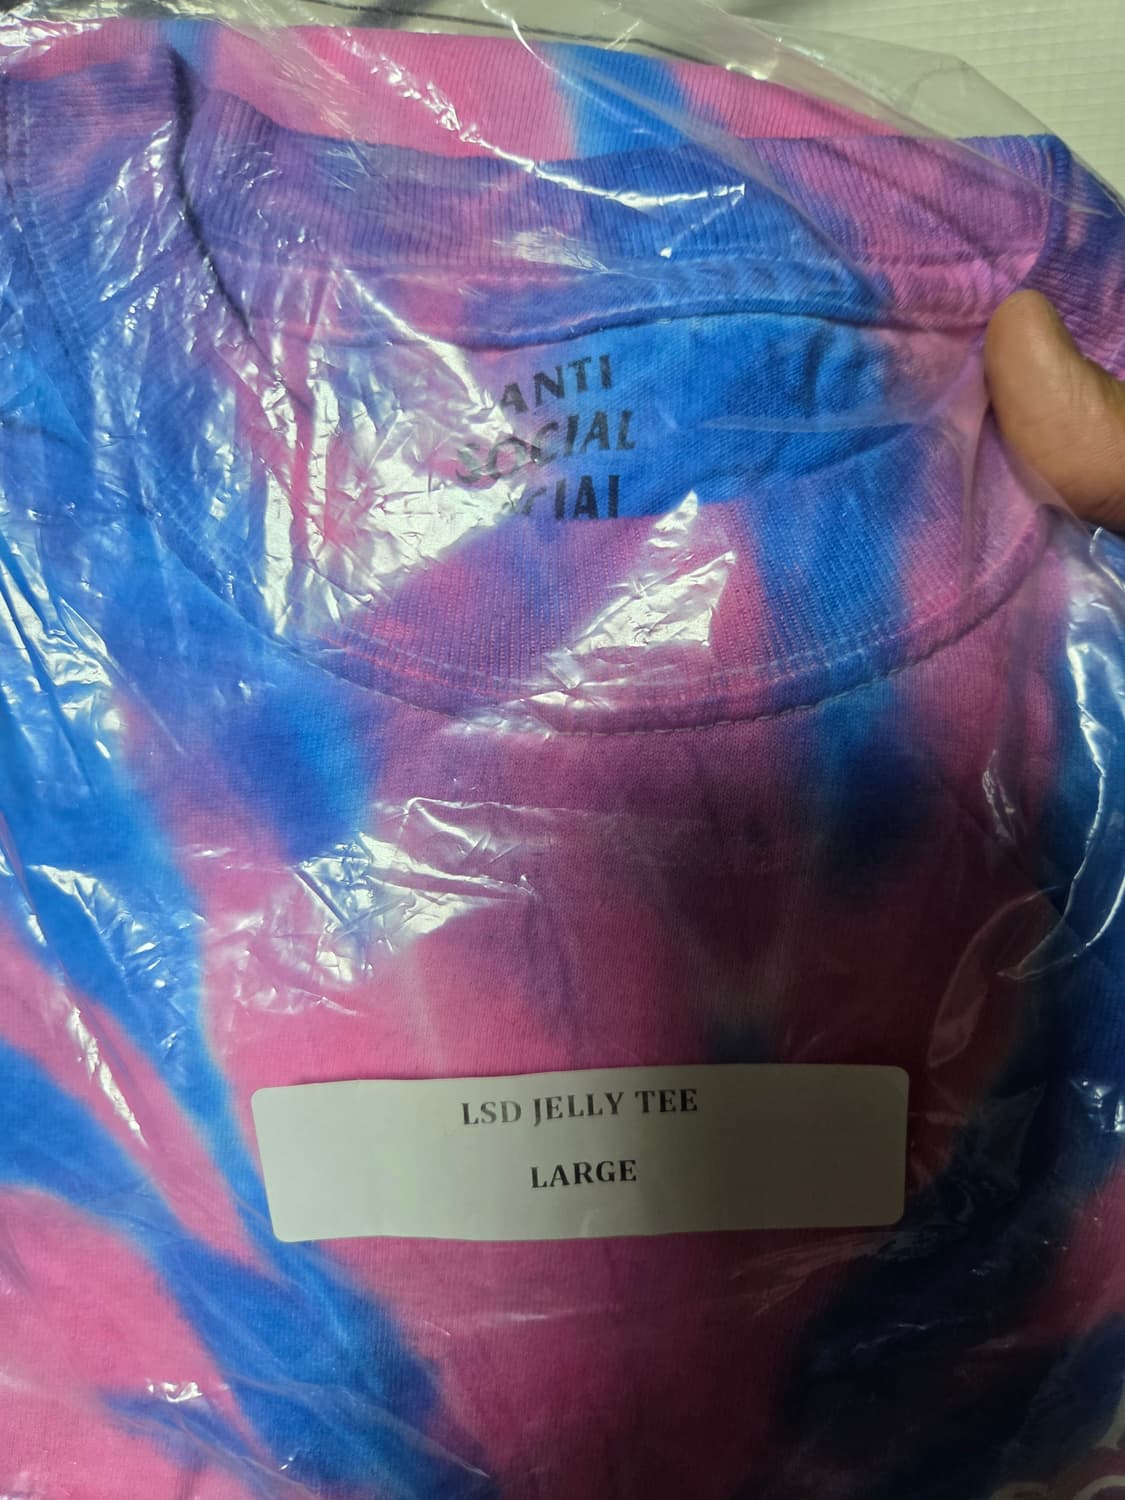 ANTI
SOCIAL
LSD JELLY TEE
LARGE